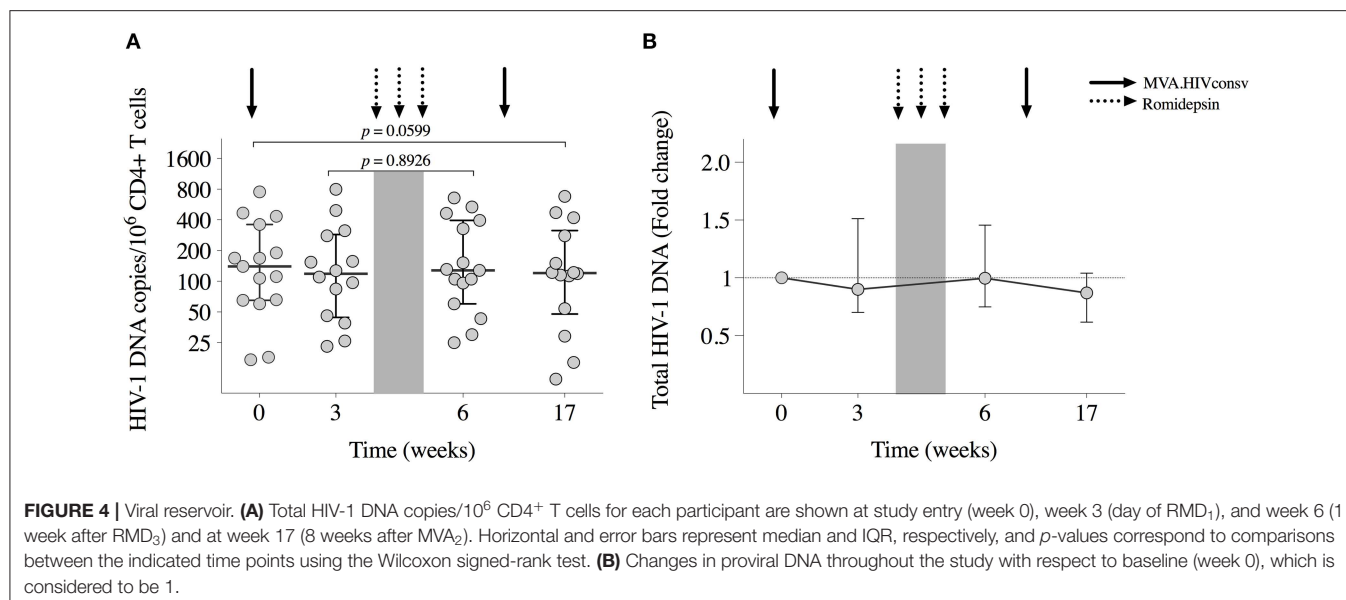 A
B
MVA.HIVconsv
Romidepsin
p = 0.0599
p = 0.8926
HIV-1 DNA copies/10⁶ CD4+ T cells
1600
800
400
200
100
50
25
0 3 6 17
Time (weeks)
Total HIV-1 DNA (Fold change)
2.0
1.5
1
0.5
0 3 6 17
Time (weeks)
FIGURE 4 | Viral reservoir. (A) Total HIV-1 DNA copies/10⁶ CD4⁺ T cells for each participant are shown at study entry (week 0), week 3 (day of RMD₁), and week 6 (1
week after RMD₃) and at week 17 (8 weeks after MVA₂). Horizontal and error bars represent median and IQR, respectively, and p-values correspond to comparisons
between the indicated time points using the Wilcoxon signed-rank test. (B) Changes in proviral DNA throughout the study with respect to baseline (week 0), which is
considered to be 1.